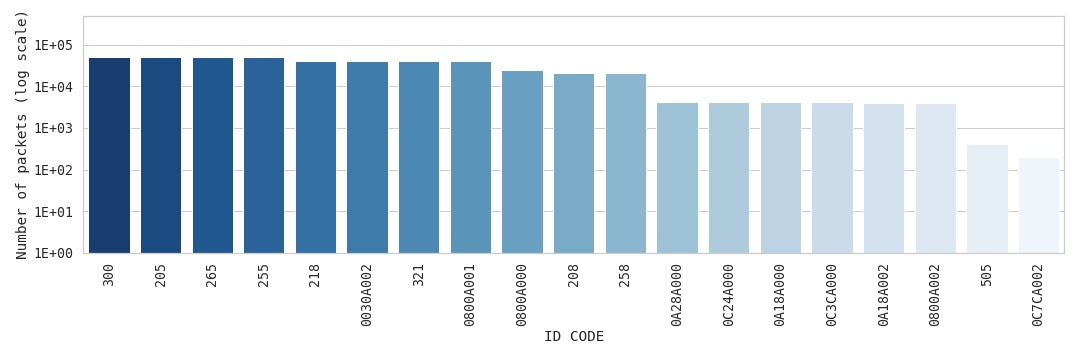 Number of packets (log scale)
1E+05
1E+04
1E+03
1E+02
1E+01
1E+00
300
205
265
255
218
0030A002
321
0800A001
0800A000
208
258
0A28A000
0C24A000
0A18A000
0C3CA000
0A18A002
0800A002
505
0C7CA002
ID CODE